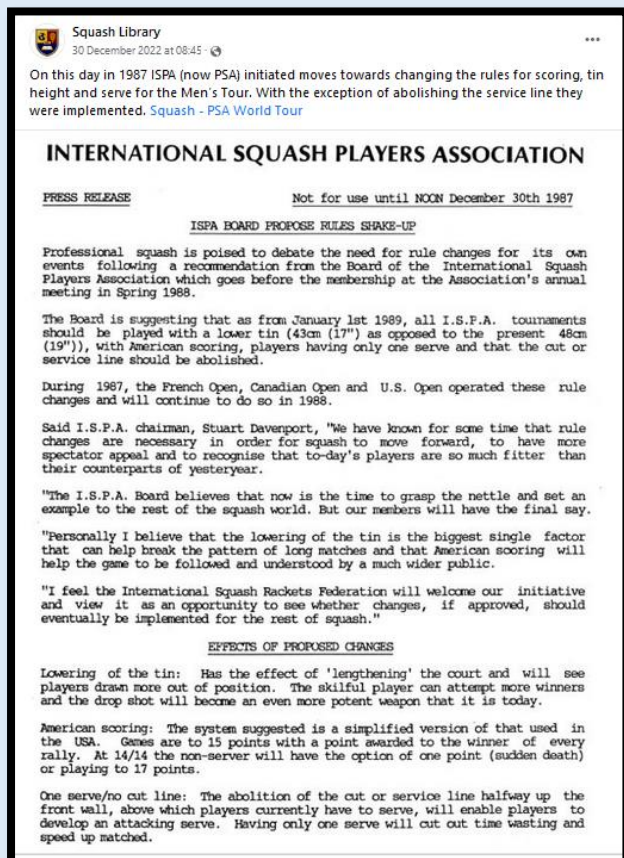 Squash Library
30 December 2022 at 08:45 ·
On this day in 1987 ISPA (now PSA) initiated moves towards changing the rules for scoring, tin
height and serve for the Men's Tour. With the exception of abolishing the service line they
were implemented. Squash - PSA World Tour
INTERNATIONAL SQUASH PLAYERS ASSOCIATION
PRESS RELEASE Not for use until NOON December 30th 1987
ISPA BOARD PROPOSE RULES SHAKE-UP
Professional squash is poised to debate the need for rule changes for its own
events following a recommendation from the Board of the International Squash
Players Association which goes before the membership at the Association's annual
meeting in Spring 1988.
The Board is suggesting that as from January 1st 1989, all I.S.P.A. tournaments
should be played with a lower tin (43cm (17") as opposed to the present 48cm
(19")), with American scoring, players having only one serve and that the cut or
service line should be abolished.
During 1987, the French Open, Canadian Open and U.S. Open operated these rule
changes and will continue to do so in 1988.
Said I.S.P.A. chairman, Stuart Davenport, "We have known for some time that rule
changes are necessary in order for squash to move forward, to have more
spectator appeal and to recognise that to-day's players are so much fitter than
their counterparts of yesteryear.
"The I.S.P.A. Board believes that now is the time to grasp the nettle and set an
example to the rest of the squash world. But our members will have the final say.
"Personally I believe that the lowering of the tin is the biggest single factor
that can help break the pattern of long matches and that American scoring will
help the game to be followed and understood by a much wider public.
"I feel the International Squash Rackets Federation will welcome our initiative
and view it as an opportunity to see whether changes, if approved, should
eventually be implemented for the rest of squash."
EFFECTS OF PROPOSED CHANGES
Lowering of the tin: Has the effect of 'lengthening' the court and will see
players drawn more out of position. The skilful player can attempt more winners
and the drop shot will become an even more potent weapon that it is today.
American scoring: The system suggested is a simplified version of that used in
the USA. Games are to 15 points with a point awarded to the winner of every
rally. At 14/14 the non-server will have the option of one point (sudden death)
or playing to 17 points.
One serve/no cut line: The abolition of the cut or service line halfway up the
front wall, above which players currently have to serve, will enable players to
develop an attacking serve. Having only one serve will cut out time wasting and
speed up matched.